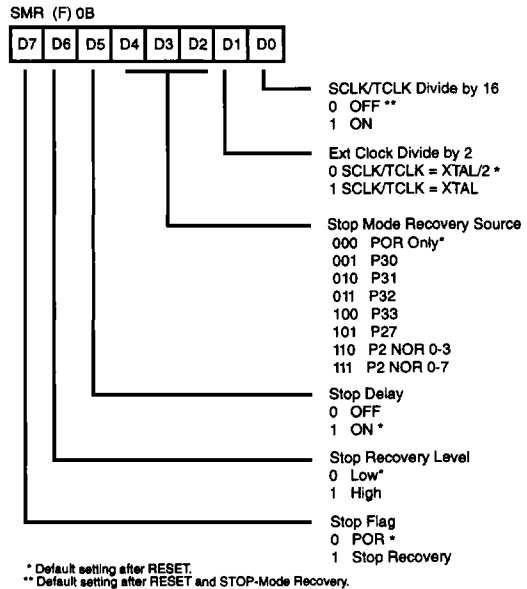 SMR (F) 0B
D7 D6 D5 D4 D3 D2 D1 D0
SCLK/TCLK Divide by 16
0 OFF **
1 ON
Ext Clock Divide by 2
0 SCLK/TCLK = XTAL/2 *
1 SCLK/TCLK = XTAL
Stop Mode Recovery Source
000 POR Only*
001 P30
010 P31
011 P32
100 P33
101 P27
110 P2 NOR 0-3
111 P2 NOR 0-7
Stop Delay
0 OFF
1 ON *
Stop Recovery Level
0 Low*
1 High
Stop Flag
0 POR *
1 Stop Recovery
* Default setting after RESET.
** Default setting after RESET and STOP-Mode Recovery.